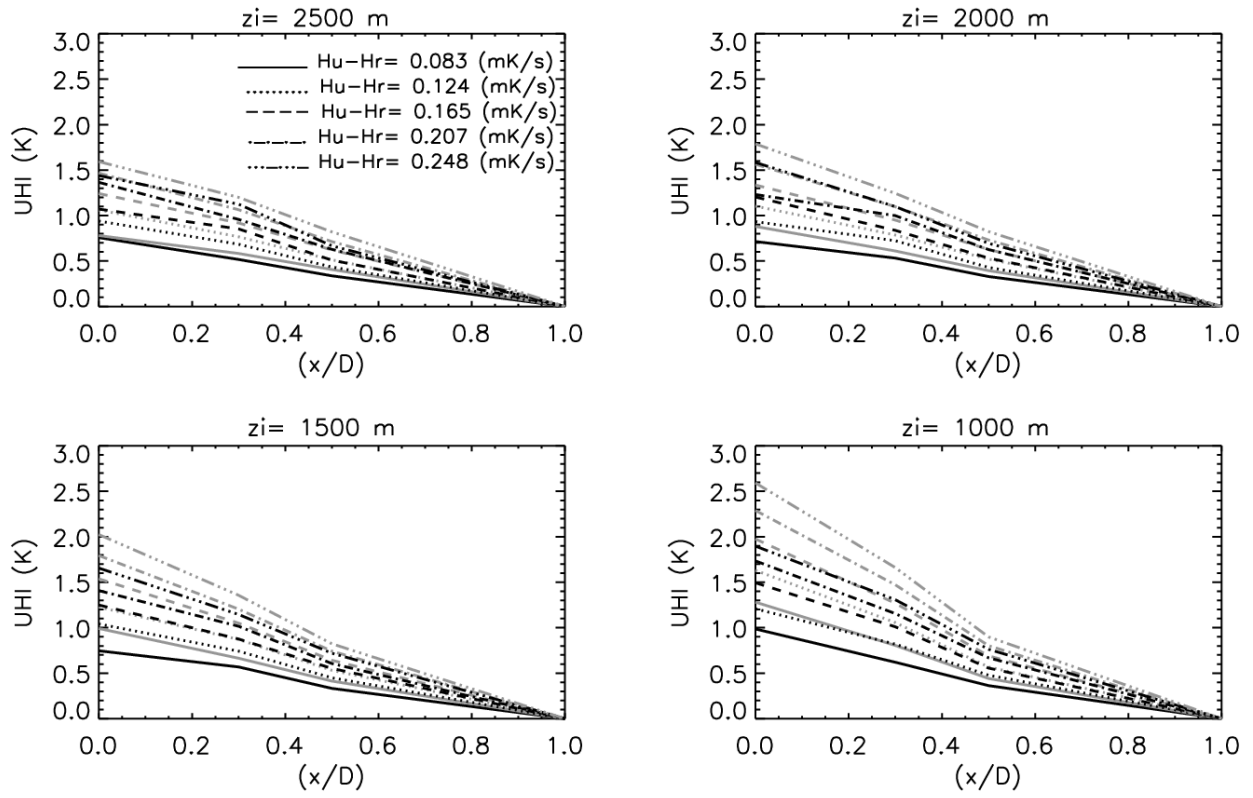 zi= 2500 m
3.0
2.5
2.0
1.5
1.0
0.5
0.0
UHI (K)
Hu-Hr= 0.083 (mK/s)
Hu-Hr= 0.124 (mK/s)
Hu-Hr= 0.165 (mK/s)
Hu-Hr= 0.207 (mK/s)
Hu-Hr= 0.248 (mK/s)
0.0 0.2 0.4 0.6 0.8 1.0
(x/D)
zi= 2000 m
3.0
2.5
2.0
1.5
1.0
0.5
0.0
UHI (K)
0.0 0.2 0.4 0.6 0.8 1.0
(x/D)
zi= 1500 m
3.0
2.5
2.0
1.5
1.0
0.5
0.0
UHI (K)
0.0 0.2 0.4 0.6 0.8 1.0
(x/D)
zi= 1000 m
3.0
2.5
2.0
1.5
1.0
0.5
0.0
UHI (K)
0.0 0.2 0.4 0.6 0.8 1.0
(x/D)